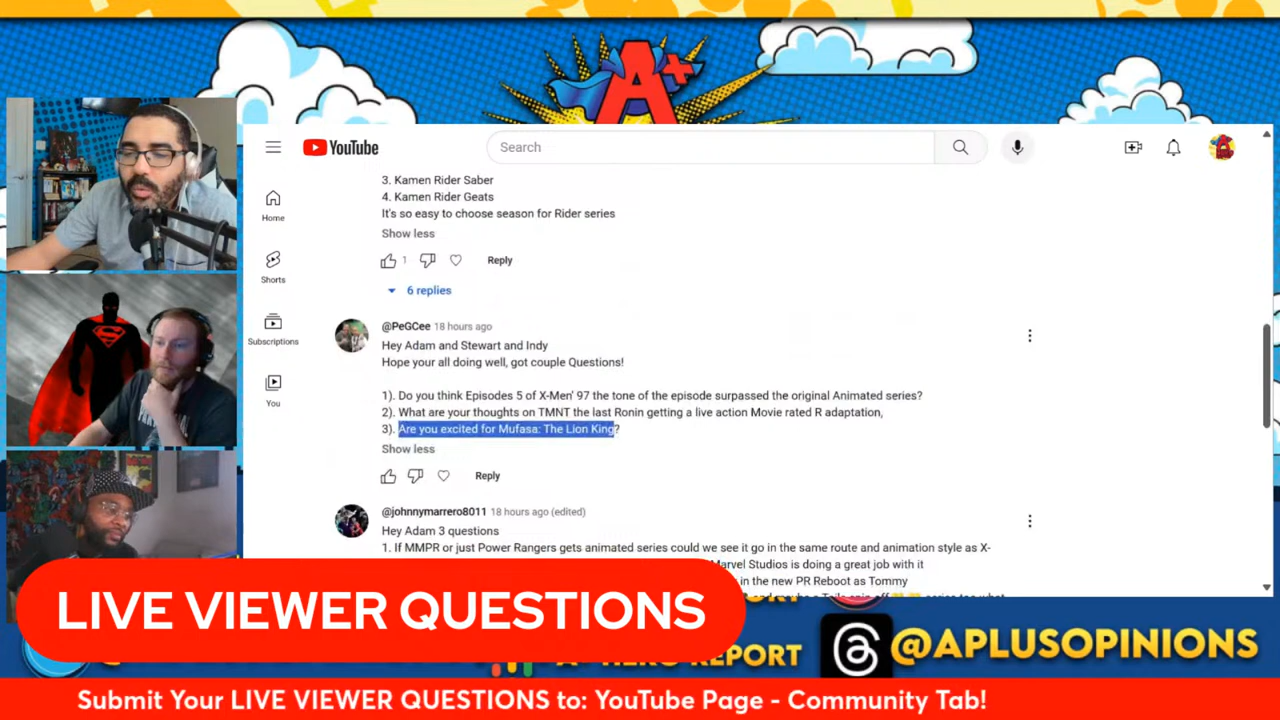 A+
YouTube
Search
Home
Shorts
Subscriptions
You
3. Kamen Rider Saber
4. Kamen Rider Geats
It's so easy to choose season for Rider series
Show less
1
Reply
6 replies
@PeGCee 18 hours ago
Hey Adam and Stewart and Indy
Hope your all doing well, got couple Questions!
1). Do you think Episodes 5 of X-Men' 97 the tone of the episode surpassed the original Animated series?
2). What are your thoughts on TMNT the last Ronin getting a live action Movie rated R adaptation,
3). Are you excited for Mufasa: The Lion King?
Show less
Reply
@johnnymarrero8011 18 hours ago (edited)
Hey Adam 3 questions
1. If MMPR or just Power Rangers gets animated series could we see it go in the same route and animation style as X-
Marvel Studios is doing a great job with it
in the new PR Reboot as Tommy
LIVE VIEWER QUESTIONS
REPORT
@APLUSOPINIONS
Submit Your LIVE VIEWER QUESTIONS to: YouTube Page - Community Tab!